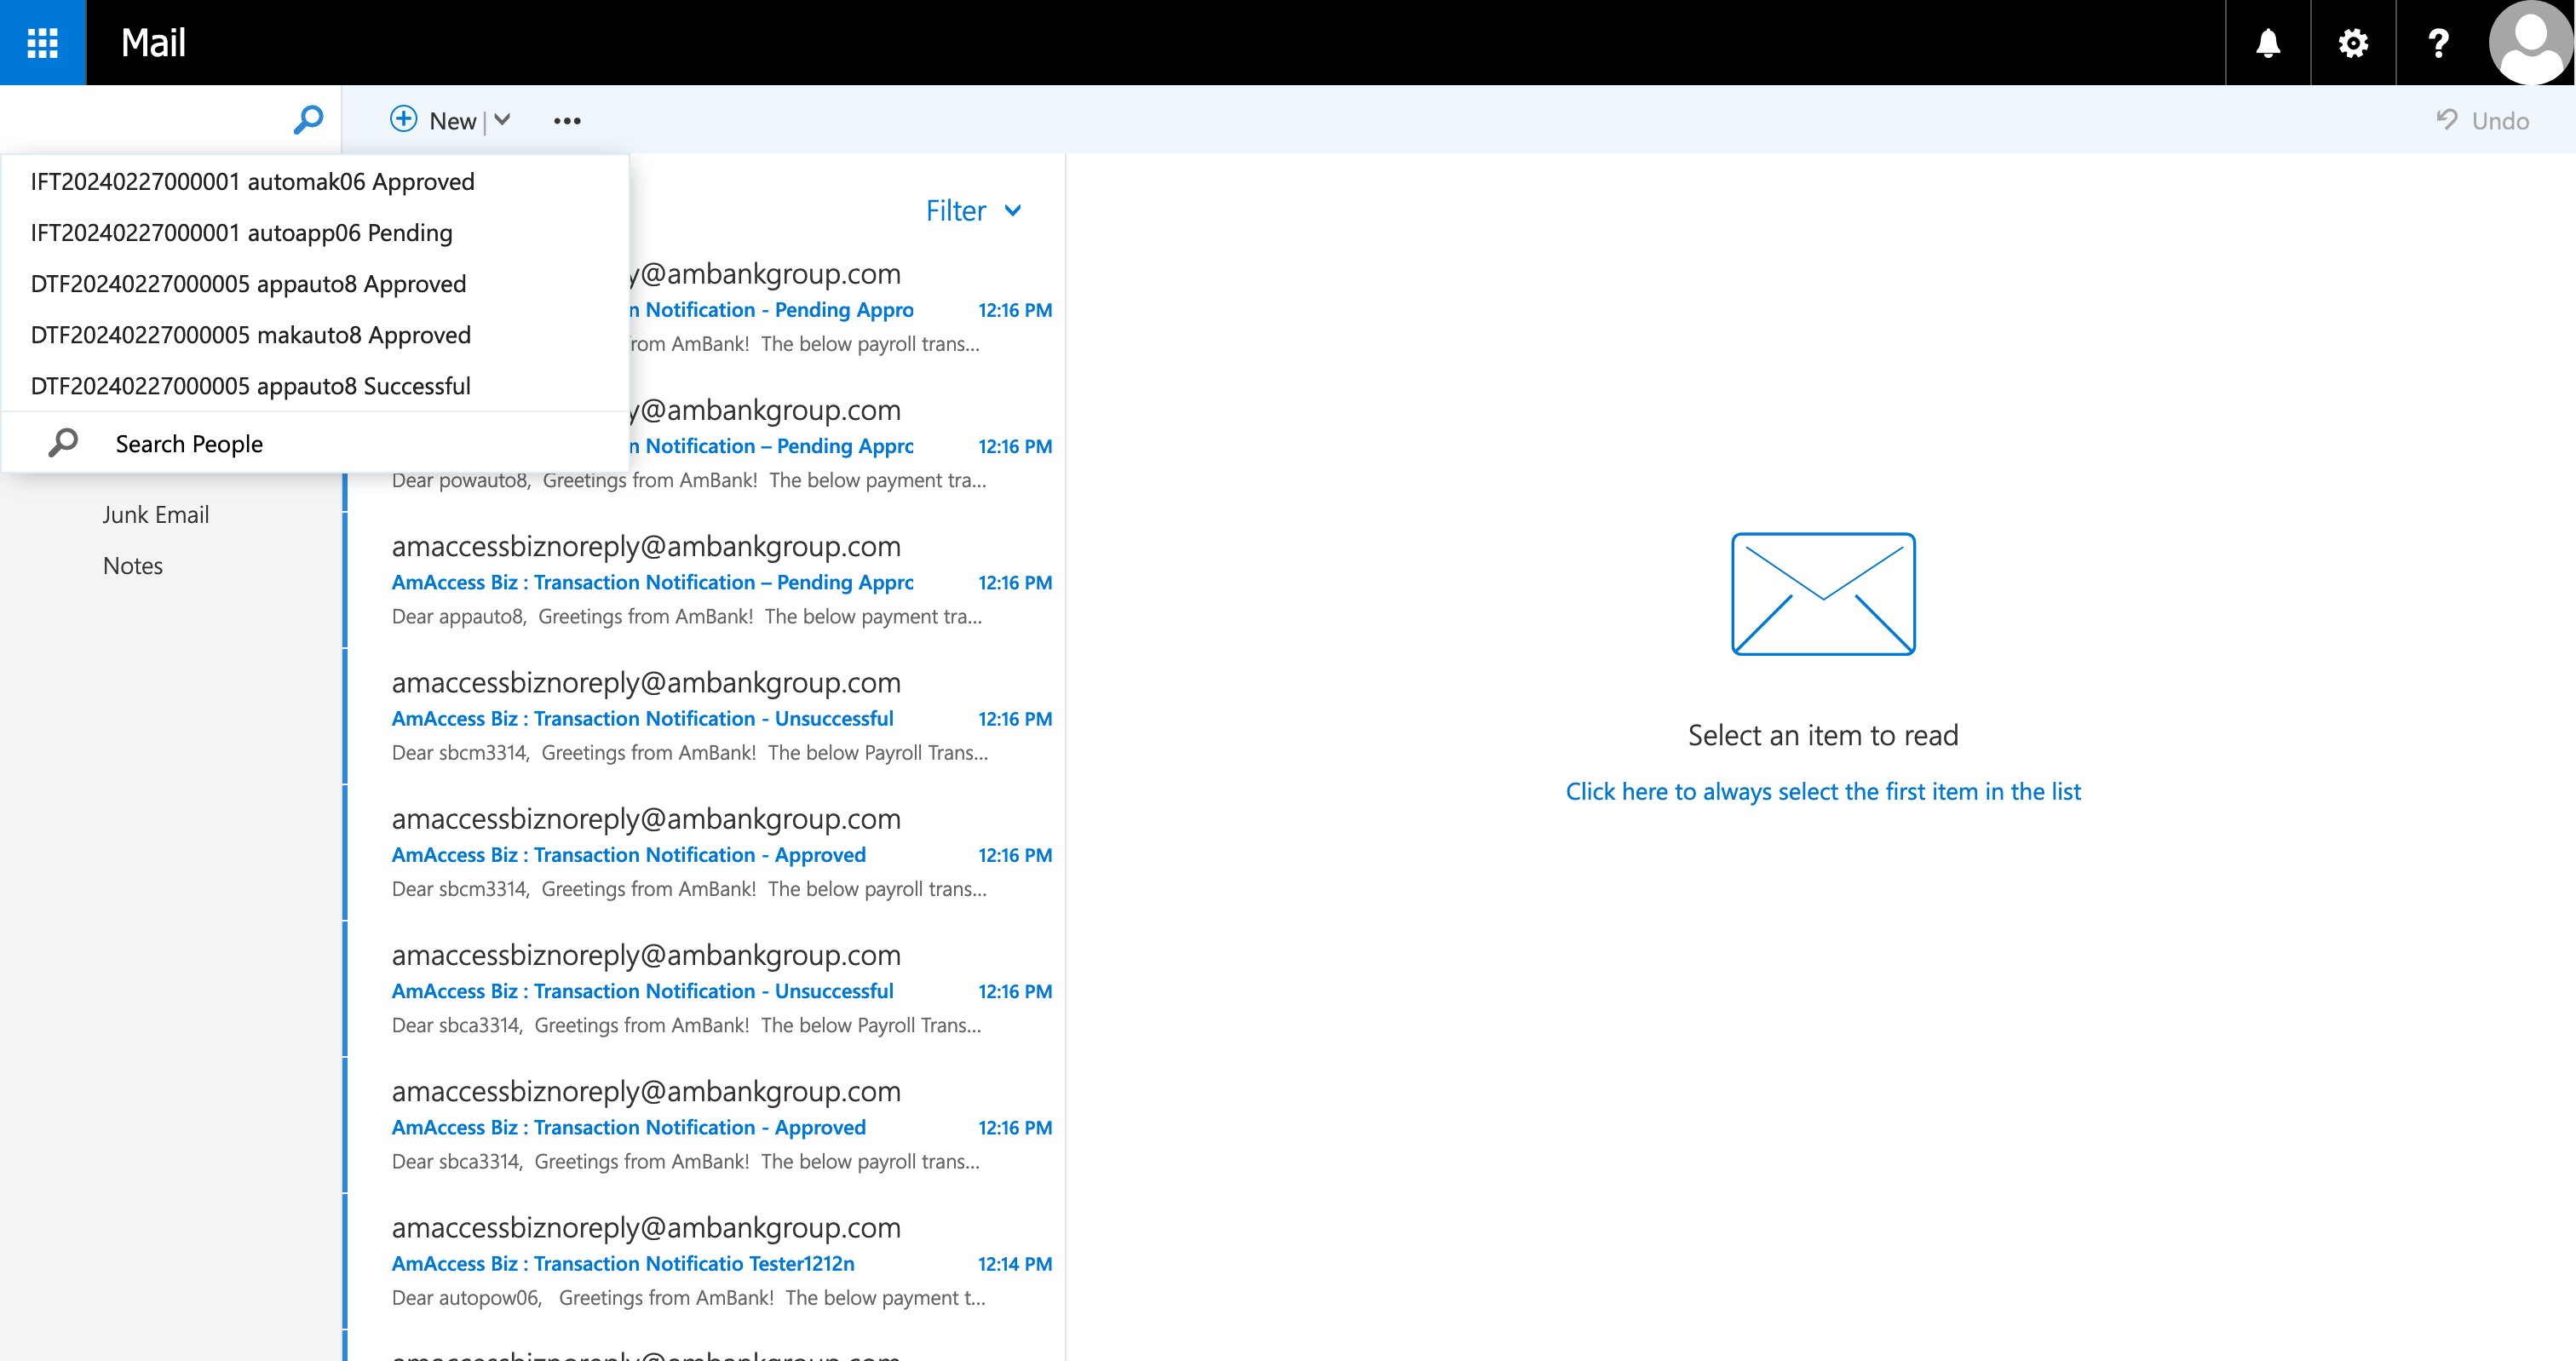 Mail
New
Undo
IFT20240227000001 automak06 Approved
IFT20240227000001 autoapp06 Pending
DTF20240227000005 appauto8 Approved
DTF20240227000005 makauto8 Approved
DTF20240227000005 appauto8 Successful
Search People
Junk Email
Notes
Filter
y@ambankgroup.com
n Notification - Pending Appro 12:16 PM
rom AmBank! The below payroll trans...
y@ambankgroup.com
n Notification – Pending Appro 12:16 PM
Dear powauto8, Greetings from AmBank! The below payment tra...
amaccessbiznoreply@ambankgroup.com
AmAccess Biz : Transaction Notification – Pending Appro 12:16 PM
Dear appauto8, Greetings from AmBank! The below payment tra...
amaccessbiznoreply@ambankgroup.com
AmAccess Biz : Transaction Notification - Unsuccessful 12:16 PM
Dear sbcm3314, Greetings from AmBank! The below Payroll Trans...
amaccessbiznoreply@ambankgroup.com
AmAccess Biz : Transaction Notification - Approved 12:16 PM
Dear sbcm3314, Greetings from AmBank! The below payroll trans...
amaccessbiznoreply@ambankgroup.com
AmAccess Biz : Transaction Notification - Unsuccessful 12:16 PM
Dear sbca3314, Greetings from AmBank! The below Payroll Trans...
amaccessbiznoreply@ambankgroup.com
AmAccess Biz : Transaction Notification - Approved 12:16 PM
Dear sbca3314, Greetings from AmBank! The below payroll trans...
amaccessbiznoreply@ambankgroup.com
AmAccess Biz : Transaction Notificatio Tester1212n 12:14 PM
Dear autopow06, Greetings from AmBank! The below payment t...
Select an item to read
Click here to always select the first item in the list